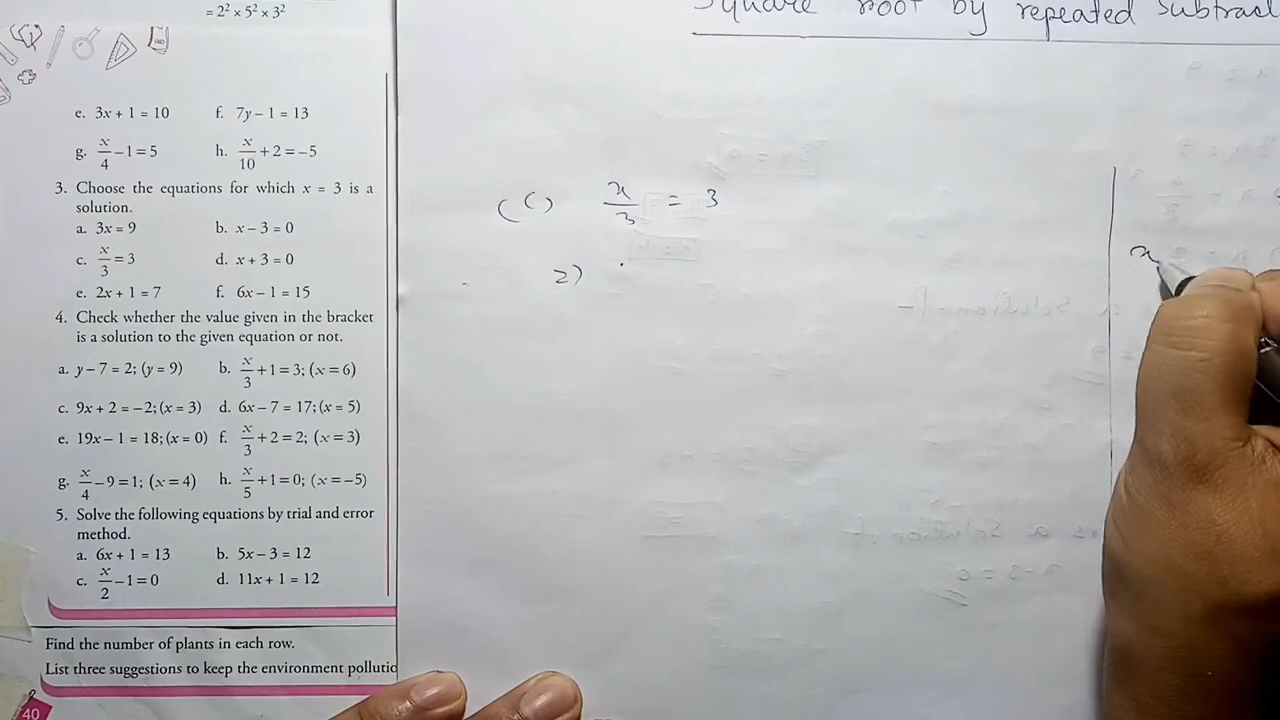 = 2² × 5² × 3²
e. 3x + 1 = 10 f. 7y – 1 = 13
g. x/4 – 1 = 5 h. x/10 + 2 = –5
3. Choose the equations for which x = 3 is a
solution.
a. 3x = 9 b. x – 3 = 0
c. x/3 = 3 d. x + 3 = 0
e. 2x + 1 = 7 f. 6x – 1 = 15
4. Check whether the value given in the bracket
is a solution to the given equation or not.
a. y – 7 = 2; (y = 9) b. x/3 + 1 = 3; (x = 6)
c. 9x + 2 = –2; (x = 3) d. 6x – 7 = 17; (x = 5)
e. 19x – 1 = 18; (x = 0) f. x/3 + 2 = 2; (x = 3)
g. x/4 – 9 = 1; (x = 4) h. x/5 + 1 = 0; (x = –5)
5. Solve the following equations by trial and error
method.
a. 6x + 1 = 13 b. 5x – 3 = 12
c. x/2 – 1 = 0 d. 11x + 1 = 12
Find the number of plants in each row.
List three suggestions to keep the environment pollutio
40
Square root by repeated subtract
(c) x/3 = 3
2)
x